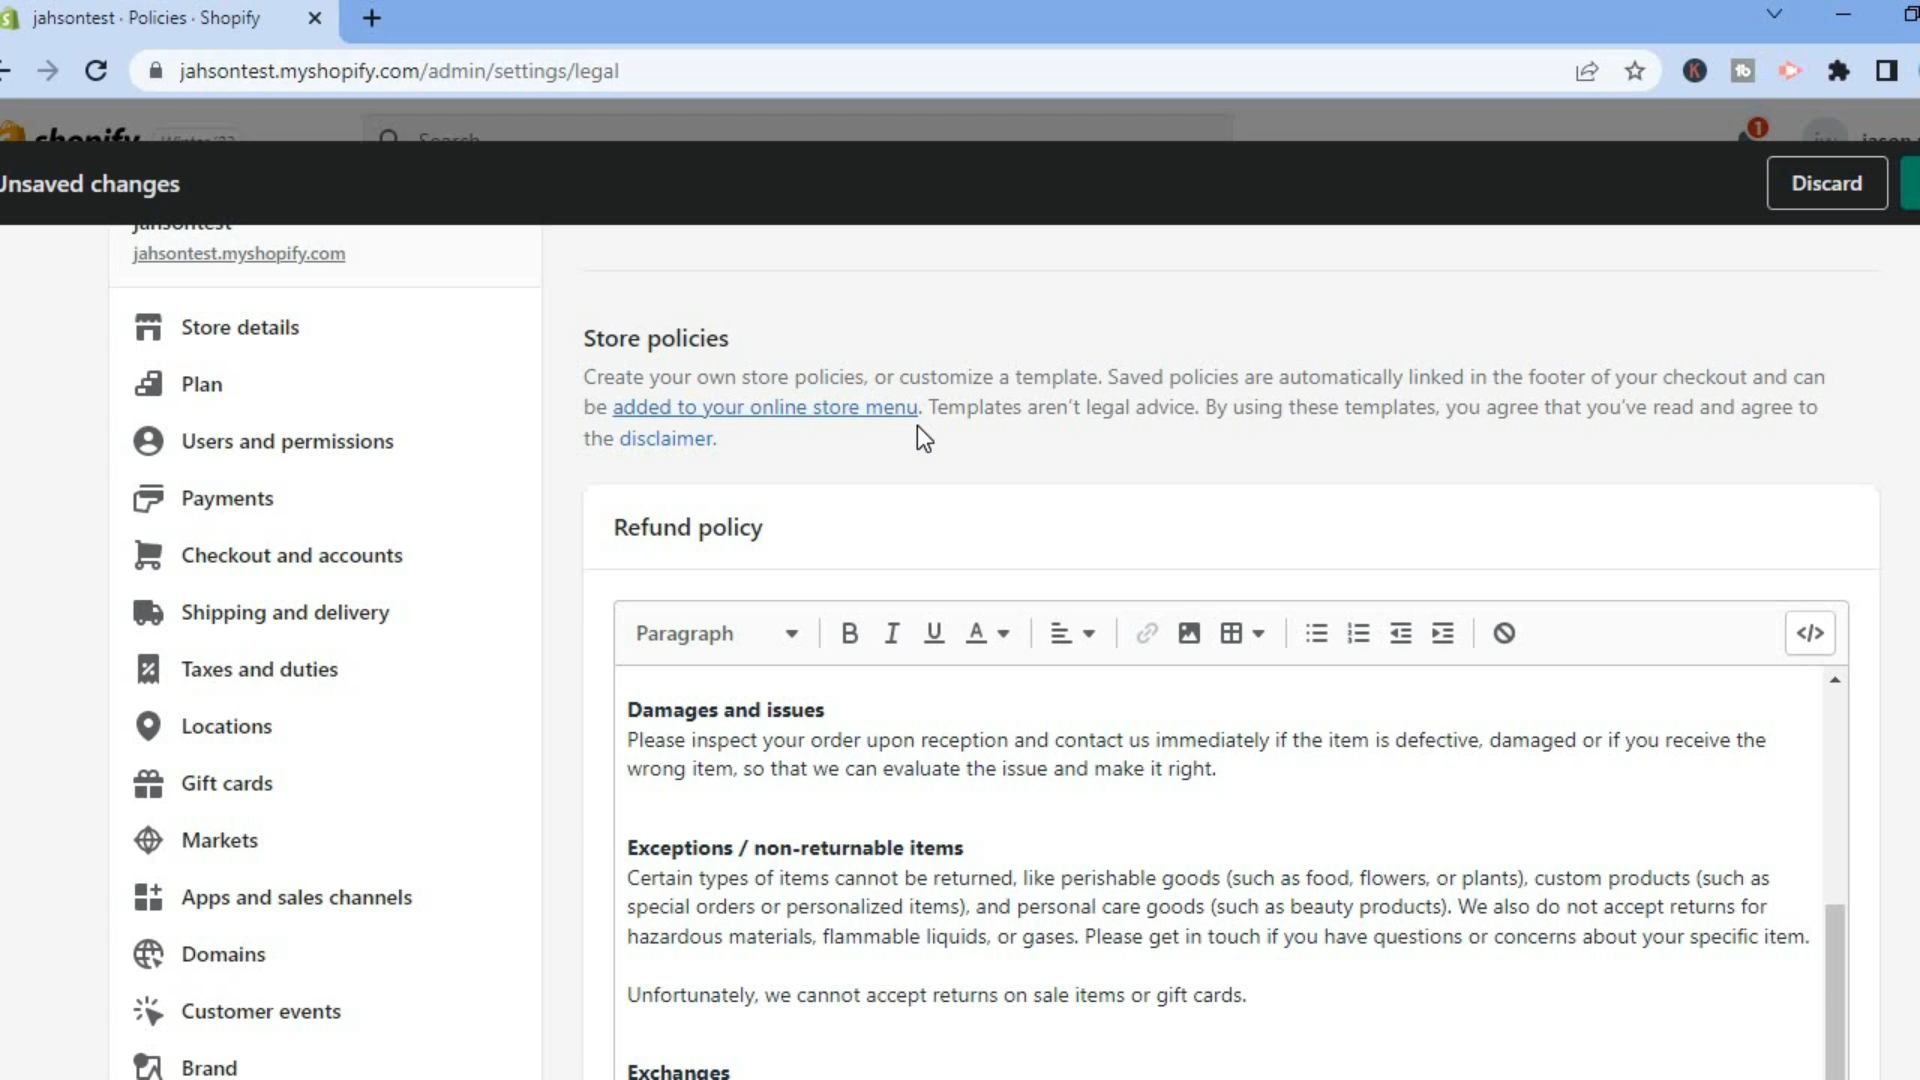 jahsontest · Policies · Shopify
jahsontest.myshopify.com/admin/settings/legal
shopify Winter '23 Search 1
Unsaved changes Discard
jahsontest
jahsontest.myshopify.com
Store details
Plan
Users and permissions
Payments
Checkout and accounts
Shipping and delivery
Taxes and duties
Locations
Gift cards
Markets
Apps and sales channels
Domains
Customer events
Brand
Store policies
Create your own store policies, or customize a template. Saved policies are automatically linked in the footer of your checkout and can
be added to your online store menu. Templates aren't legal advice. By using these templates, you agree that you've read and agree to
the disclaimer.
Refund policy
Paragraph B I U A </>
Damages and issues
Please inspect your order upon reception and contact us immediately if the item is defective, damaged or if you receive the
wrong item, so that we can evaluate the issue and make it right.
Exceptions / non-returnable items
Certain types of items cannot be returned, like perishable goods (such as food, flowers, or plants), custom products (such as
special orders or personalized items), and personal care goods (such as beauty products). We also do not accept returns for
hazardous materials, flammable liquids, or gases. Please get in touch if you have questions or concerns about your specific item.
Unfortunately, we cannot accept returns on sale items or gift cards.
Exchanges